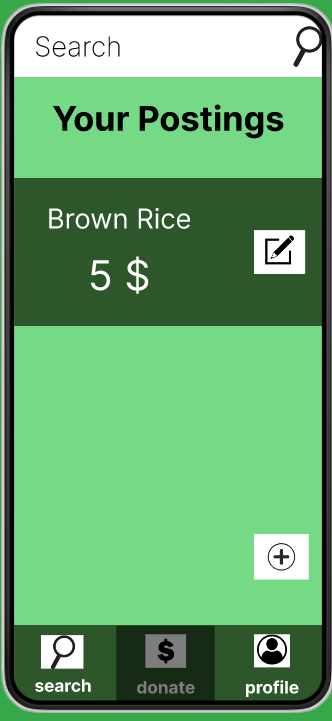 Search
Your Postings
Brown Rice
5 $
$
search donate profile